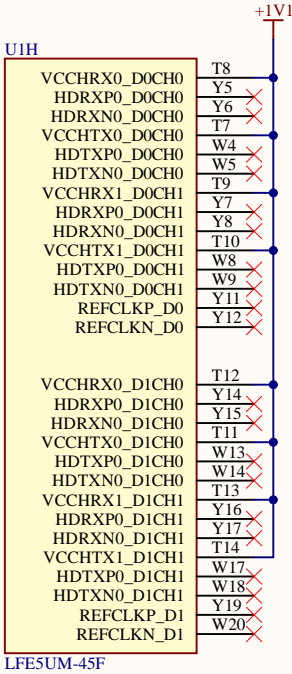 +1V1
U1H
VCCHRX0_D0CH0 T8
HDRXP0_D0CH0 Y5
HDRXN0_D0CH0 Y6
VCCHTX0_D0CH0 T7
HDTXP0_D0CH0 W4
HDTXN0_D0CH0 W5
VCCHRX1_D0CH1 T9
HDRXP0_D0CH1 Y7
HDRXN0_D0CH1 Y8
VCCHTX1_D0CH1 T10
HDTXP0_D0CH1 W8
HDTXN0_D0CH1 W9
REFCLKP_D0 Y11
REFCLKN_D0 Y12
VCCHRX0_D1CH0 T12
HDRXP0_D1CH0 Y14
HDRXN0_D1CH0 Y15
VCCHTX0_D1CH0 T11
HDTXP0_D1CH0 W13
HDTXN0_D1CH0 W14
VCCHRX1_D1CH1 T13
HDRXP0_D1CH1 Y16
HDRXN0_D1CH1 Y17
VCCHTX1_D1CH1 T14
HDTXP0_D1CH1 W17
HDTXN0_D1CH1 W18
REFCLKP_D1 Y19
REFCLKN_D1 W20
LFE5UM-45F